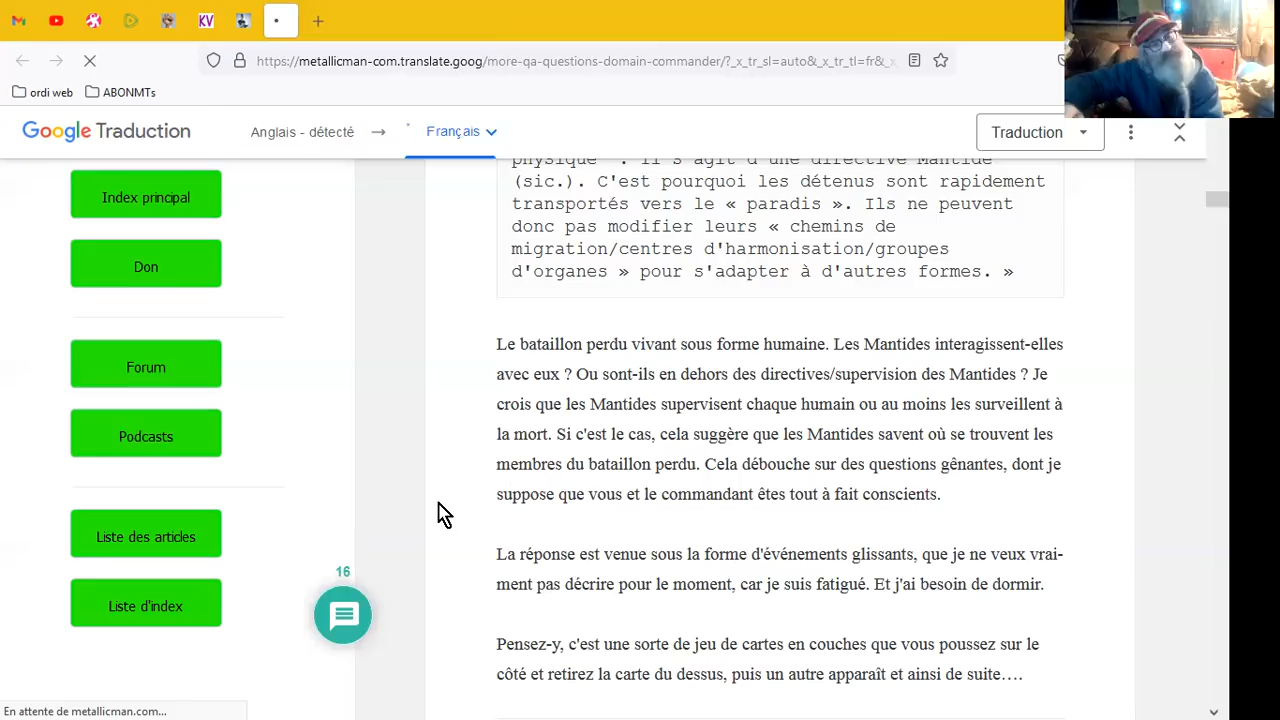 KV
https://metallicman-com.translate.goog/more-qa-questions-domain-commander/?_x_tr_sl=auto&_x_tr_tl=fr&_x
ordi web
ABONMTs
Google Traduction
Anglais - détecté
Français
Traduction
Index principal
Don
Forum
Podcasts
Liste des articles
Liste d'index
16
physique ". Il s'agit d'une directive Mantide
(sic.). C'est pourquoi les détenus sont rapidement
transportés vers le « paradis ». Ils ne peuvent
donc pas modifier leurs « chemins de
migration/centres d'harmonisation/groupes
d'organes » pour s'adapter à d'autres formes. »
Le bataillon perdu vivant sous forme humaine. Les Mantides interagissent-elles
avec eux ? Ou sont-ils en dehors des directives/supervision des Mantides ? Je
crois que les Mantides supervisent chaque humain ou au moins les surveillent à
la mort. Si c'est le cas, cela suggère que les Mantides savent où se trouvent les
membres du bataillon perdu. Cela débouche sur des questions gênantes, dont je
suppose que vous et le commandant êtes tout à fait conscients.
La réponse est venue sous la forme d'événements glissants, que je ne veux vrai-
ment pas décrire pour le moment, car je suis fatigué. Et j'ai besoin de dormir.
Pensez-y, c'est une sorte de jeu de cartes en couches que vous poussez sur le
côté et retirez la carte du dessus, puis un autre apparaît et ainsi de suite….
En attente de metallicman.com...